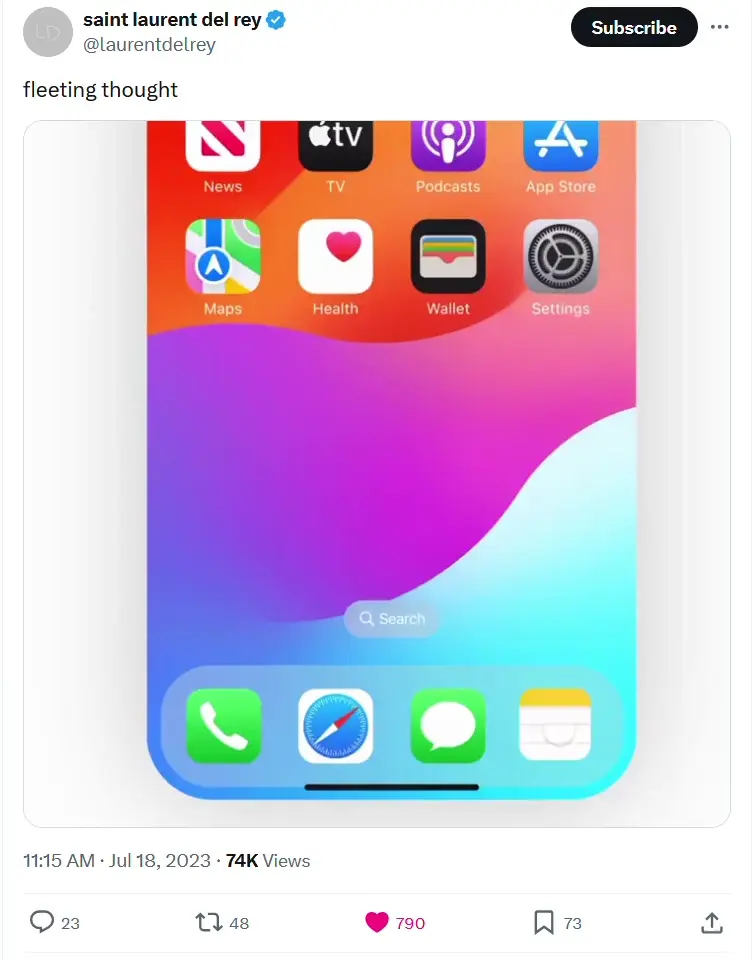 saint laurent del rey
Subscribe
@laurentdelrey
fleeting thought
tv
News TV Podcasts App Store
Maps Health Wallet Settings
Search
11:15 AM · Jul 18, 2023 · 74K Views
23 48 790 73